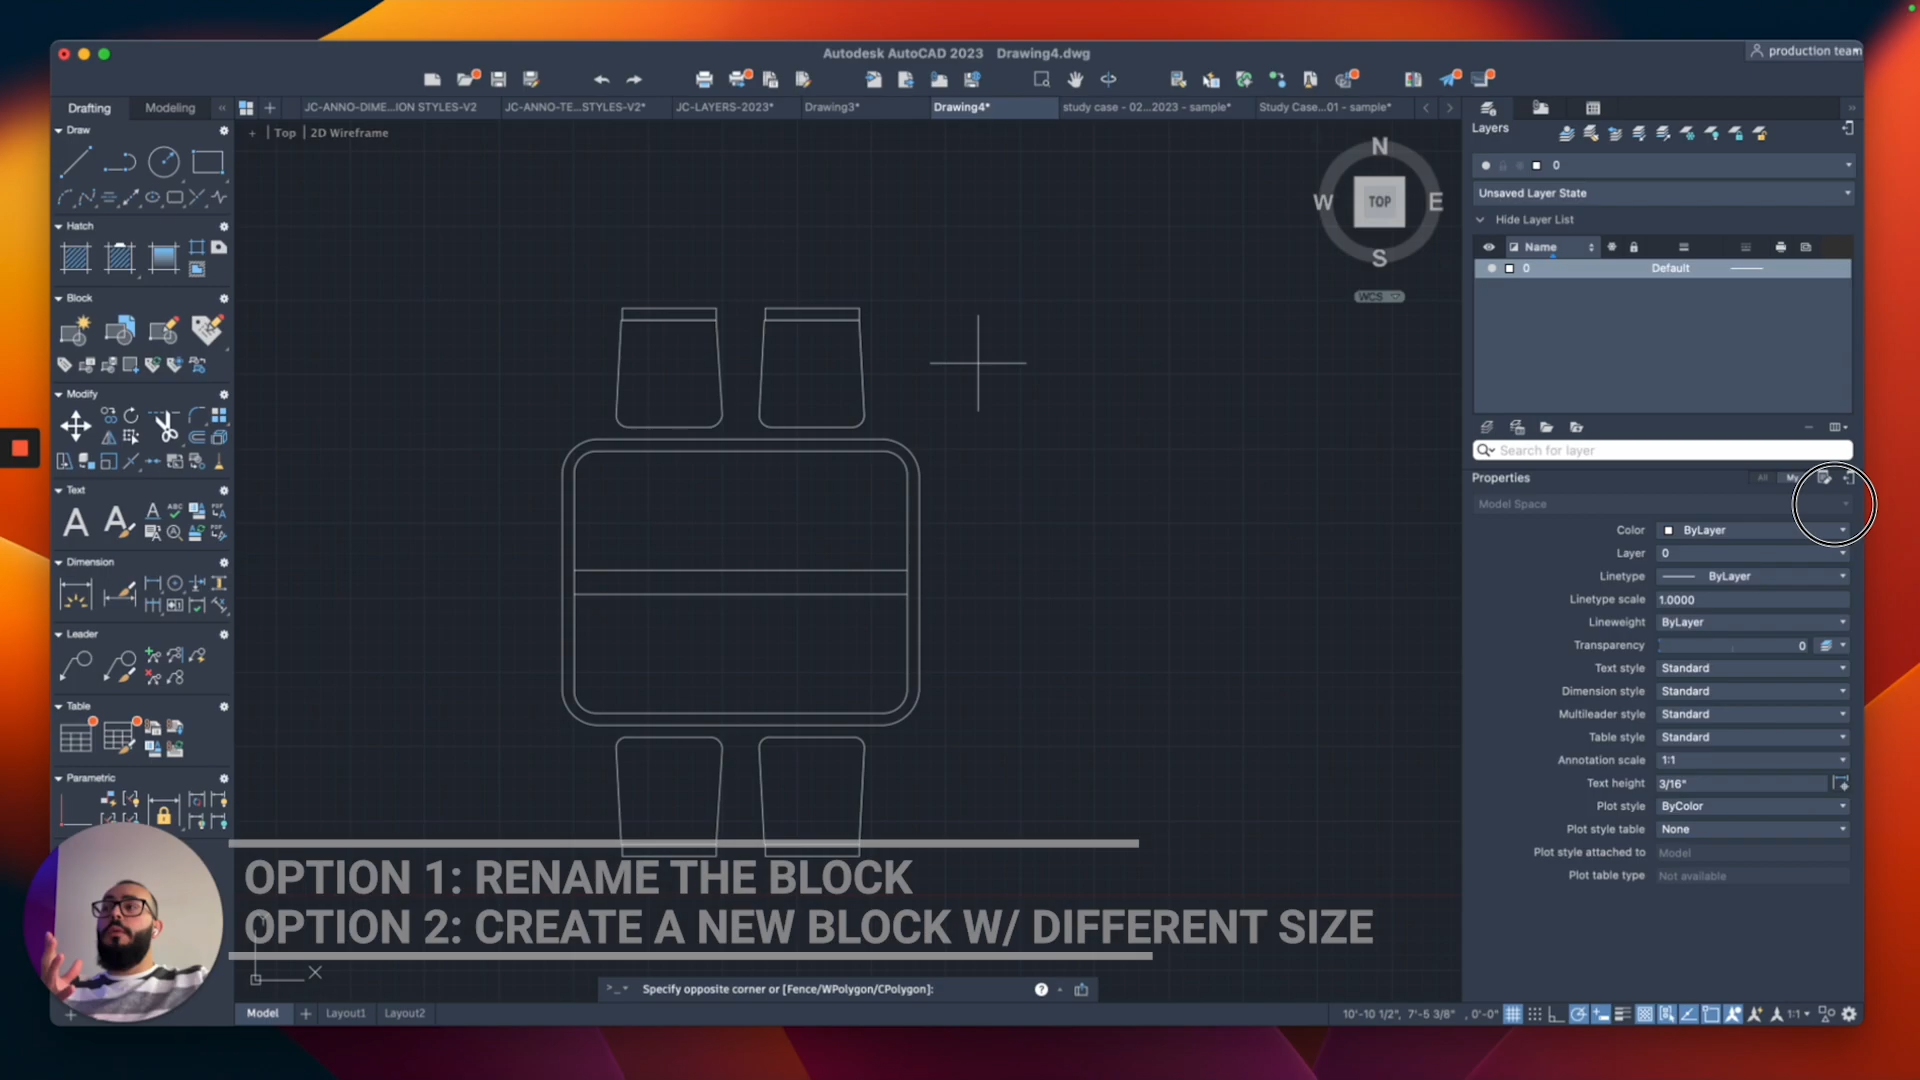 Autodesk AutoCAD 2023 Drawing4.dwg
production team
Drafting
Modeling
JC-ANNO-DIME...ION STYLES-V2
JC-ANNO-TE...STYLES-V2*
JC-LAYERS-2023*
Drawing3*
Drawing4*
study case - 02...2023 - sample*
Study Case...01 - sample*
+ | Top | 2D Wireframe
Draw
Hatch
Block
Modify
Text
Dimension
Leader
Table
Parametric
N
W
TOP
E
S
WCS
Layers
0
Unsaved Layer State
Hide Layer List
Name
0 Default
Search for layer
Properties
All
My
Model Space
Color ByLayer
Layer 0
Linetype ByLayer
Linetype scale 1.0000
Lineweight ByLayer
Transparency 0
Text style Standard
Dimension style Standard
Multileader style Standard
Table style Standard
Annotation scale 1:1
Text height 3/16"
Plot style ByColor
Plot style table None
Plot style attached to Model
Plot table type Not available
OPTION 1: RENAME THE BLOCK
OPTION 2: CREATE A NEW BLOCK W/ DIFFERENT SIZE
X
Specify opposite corner or [Fence/WPolygon/CPolygon]:
Model
Layout1
Layout2
10'-10 1/2", 7'-5 3/8" , 0'-0"
1:1